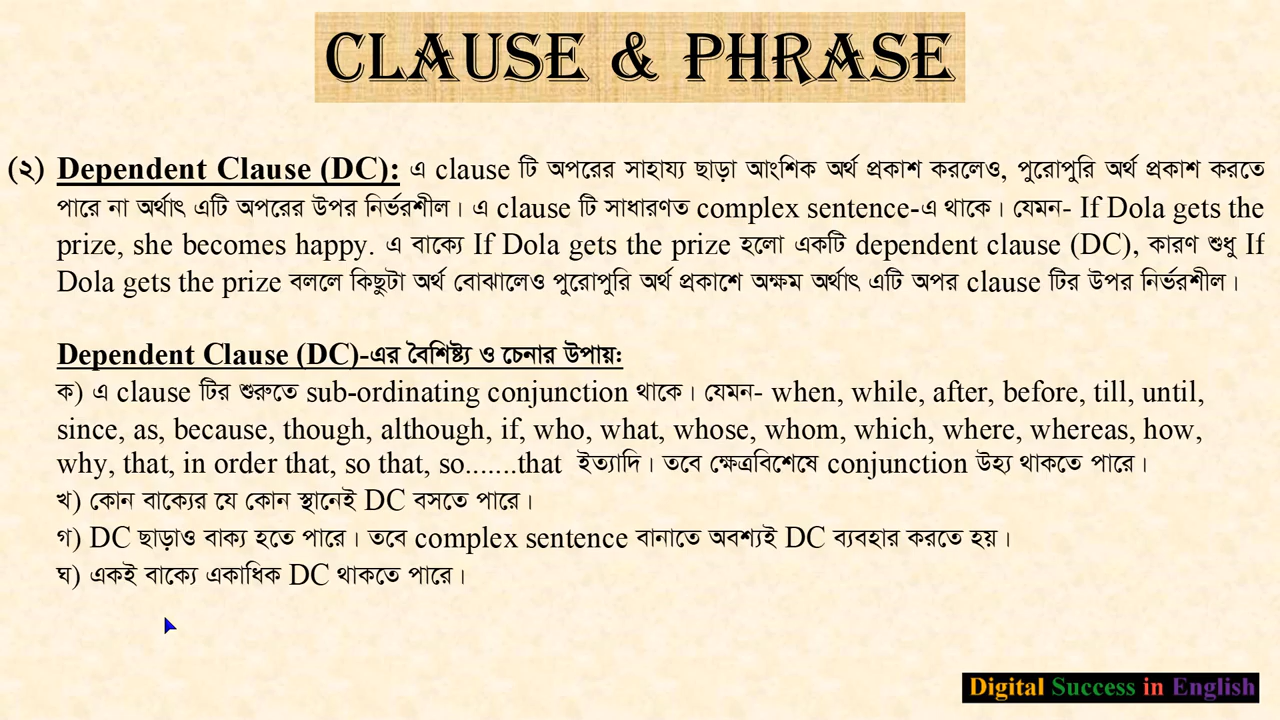 CLAUSE & PHRASE
(২) Dependent Clause (DC): এ clause টি অপরের সাহায্য ছাড়া আংশিক অর্থ প্রকাশ করলেও, পুরোপুরি অর্থ প্রকাশ করতে
পারে না অর্থাৎ এটি অপরের উপর নির্ভরশীল। এ clause টি সাধারণত complex sentence-এ থাকে। যেমন- If Dola gets the
prize, she becomes happy. এ বাক্যে If Dola gets the prize হলো একটি dependent clause (DC), কারণ শুধু If
Dola gets the prize বললে কিছুটা অর্থ বোঝালেও পুরোপুরি অর্থ প্রকাশে অক্ষম অর্থাৎ এটি অপর clause টির উপর নির্ভরশীল।
Dependent Clause (DC)-এর বৈশিষ্ট্য ও চেনার উপায়ঃ
ক) এ clause টির শুরুতে sub-ordinating conjunction থাকে। যেমন- when, while, after, before, till, until,
since, as, because, though, although, if, who, what, whose, whom, which, where, whereas, how,
why, that, in order that, so that, so.......that ইত্যাদি। তবে ক্ষেত্রবিশেষে conjunction উহ্য থাকতে পারে।
খ) কোন বাক্যের যে কোন স্থানেই DC বসতে পারে।
গ) DC ছাড়াও বাক্য হতে পারে। তবে complex sentence বানাতে অবশ্যই DC ব্যবহার করতে হয়।
ঘ) একই বাক্যে একাধিক DC থাকতে পারে।
Digital Success in English